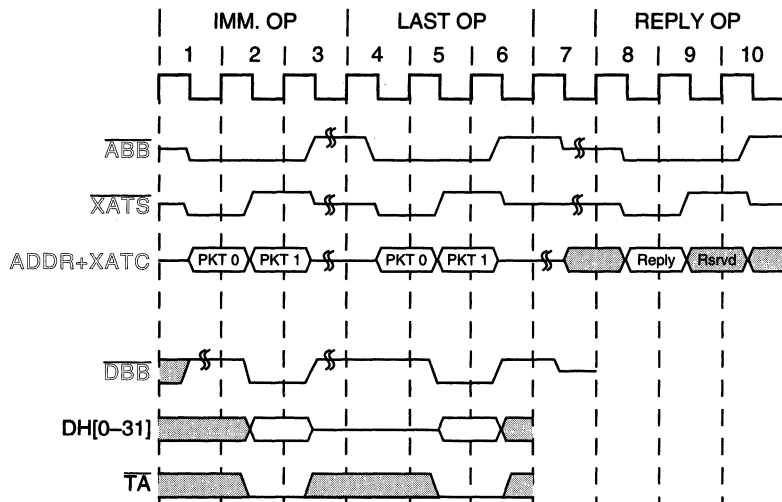 IMM. OP LAST OP REPLY OP
1 2 3 4 5 6 7 8 9 10
ABB
XATS
ADDR+XATC PKT 0 PKT 1 PKT 0 PKT 1 Reply Rsrvd
DBB
DH[0–31]
TA